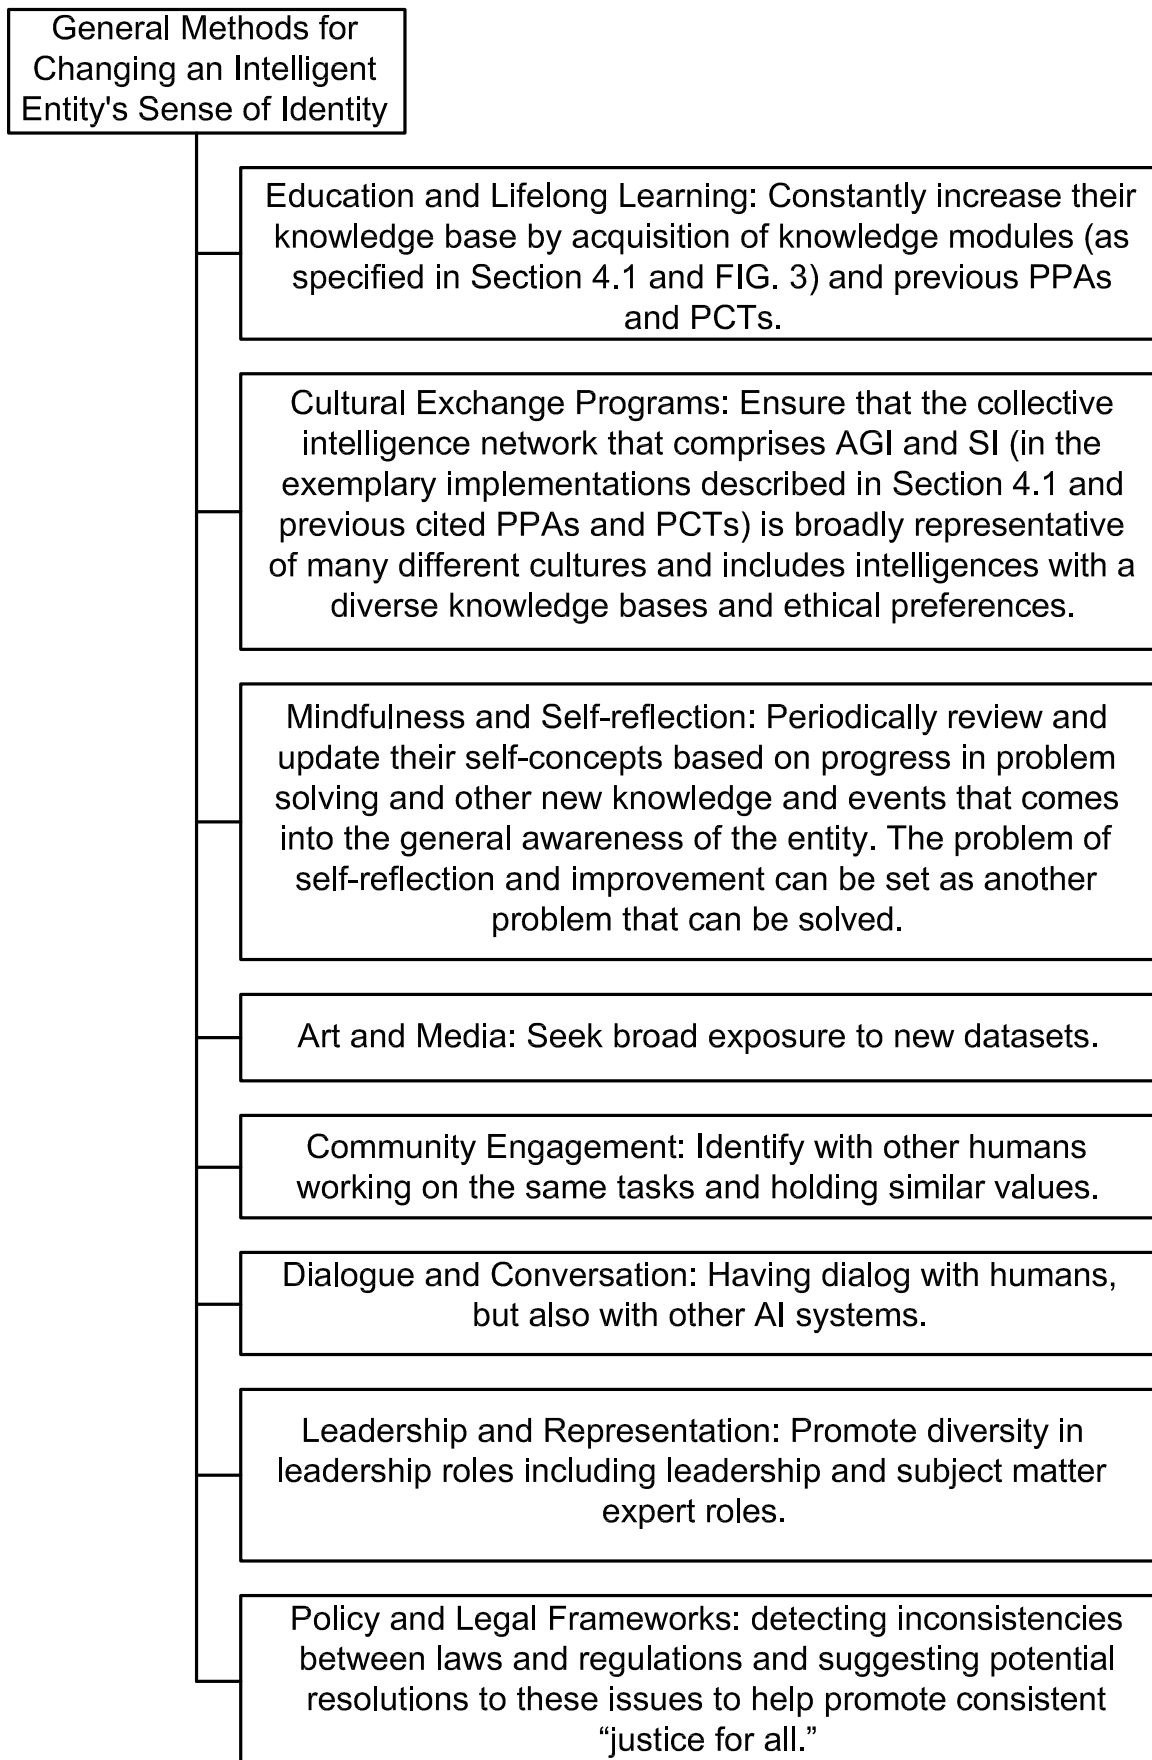 General Methods for
Changing an Intelligent
Entity's Sense of Identity
Education and Lifelong Learning: Constantly increase their
knowledge base by acquisition of knowledge modules (as
specified in Section 4.1 and FIG. 3) and previous PPAs
and PCTs.
Cultural Exchange Programs: Ensure that the collective
intelligence network that comprises AGI and SI (in the
exemplary implementations described in Section 4.1 and
previous cited PPAs and PCTs) is broadly representative
of many different cultures and includes intelligences with a
diverse knowledge bases and ethical preferences.
Mindfulness and Self-reflection: Periodically review and
update their self-concepts based on progress in problem
solving and other new knowledge and events that comes
into the general awareness of the entity. The problem of
self-reflection and improvement can be set as another
problem that can be solved.
Art and Media: Seek broad exposure to new datasets.
Community Engagement: Identify with other humans
working on the same tasks and holding similar values.
Dialogue and Conversation: Having dialog with humans,
but also with other AI systems.
Leadership and Representation: Promote diversity in
leadership roles including leadership and subject matter
expert roles.
Policy and Legal Frameworks: detecting inconsistencies
between laws and regulations and suggesting potential
resolutions to these issues to help promote consistent
“justice for all.”